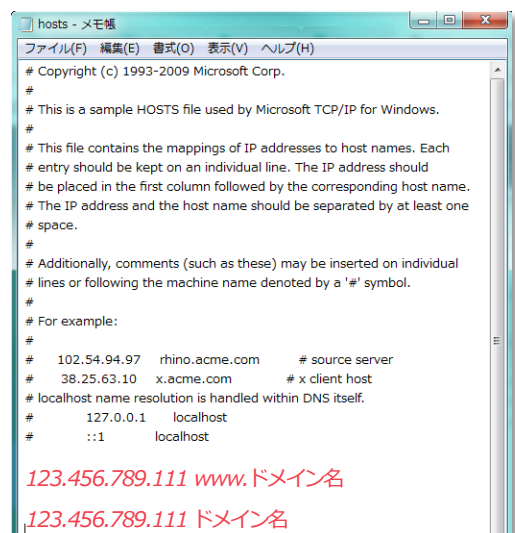 hosts - メモ帳
ファイル(F) 編集(E) 書式(O) 表示(V) ヘルプ(H)
# Copyright (c) 1993-2009 Microsoft Corp.
#
# This is a sample HOSTS file used by Microsoft TCP/IP for Windows.
#
# This file contains the mappings of IP addresses to host names. Each
# entry should be kept on an individual line. The IP address should
# be placed in the first column followed by the corresponding host name.
# The IP address and the host name should be separated by at least one
# space.
#
# Additionally, comments (such as these) may be inserted on individual
# lines or following the machine name denoted by a '#' symbol.
#
# For example:
#
# 102.54.94.97 rhino.acme.com # source server
# 38.25.63.10 x.acme.com # x client host
# localhost name resolution is handled within DNS itself.
# 127.0.0.1 localhost
# ::1 localhost
123.456.789.111 www.ドメイン名
123.456.789.111 ドメイン名